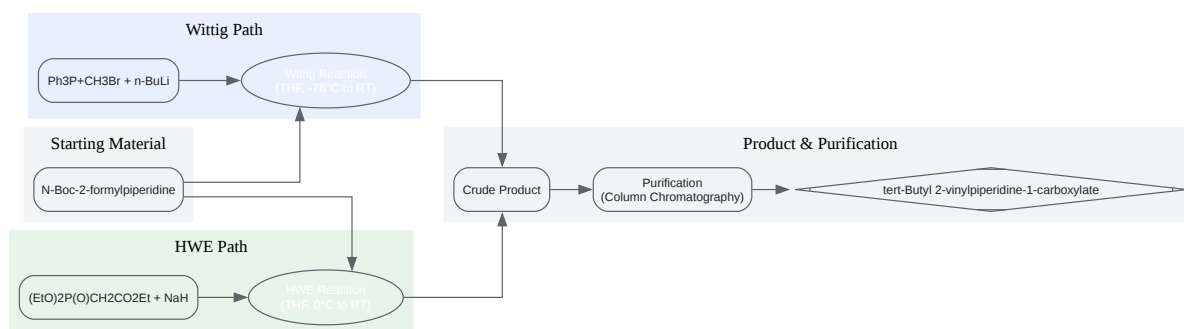 Wittig Path
Ph3P+CH3Br + n-BuLi
Wittig Reaction
(THF, -78°C to RT)
Starting Material
N-Boc-2-formylpiperidine
HWE Path
(EtO)2P(O)CH2CO2Et + NaH
HWE Reaction
(THF, 0°C to RT)
Product & Purification
Crude Product
Purification
(Column Chromatography)
tert-Butyl 2-vinylpiperidine-1-carboxylate